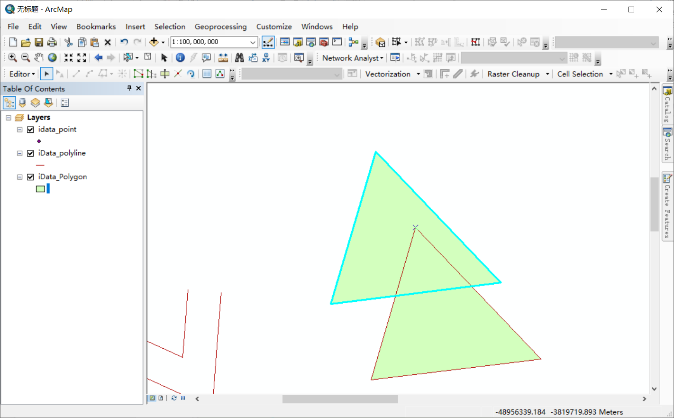 无标题 - ArcMap
File Edit View Bookmarks Insert Selection Geoprocessing Customize Windows Help
1:100,000,000
Network Analyst
Editor Vectorization Raster Cleanup Cell Selection
Table Of Contents
Layers
idata_point
iData_polyline
iData_Polygon
Catalog
Search
Create Features
-48956339.184 -3819719.893 Meters